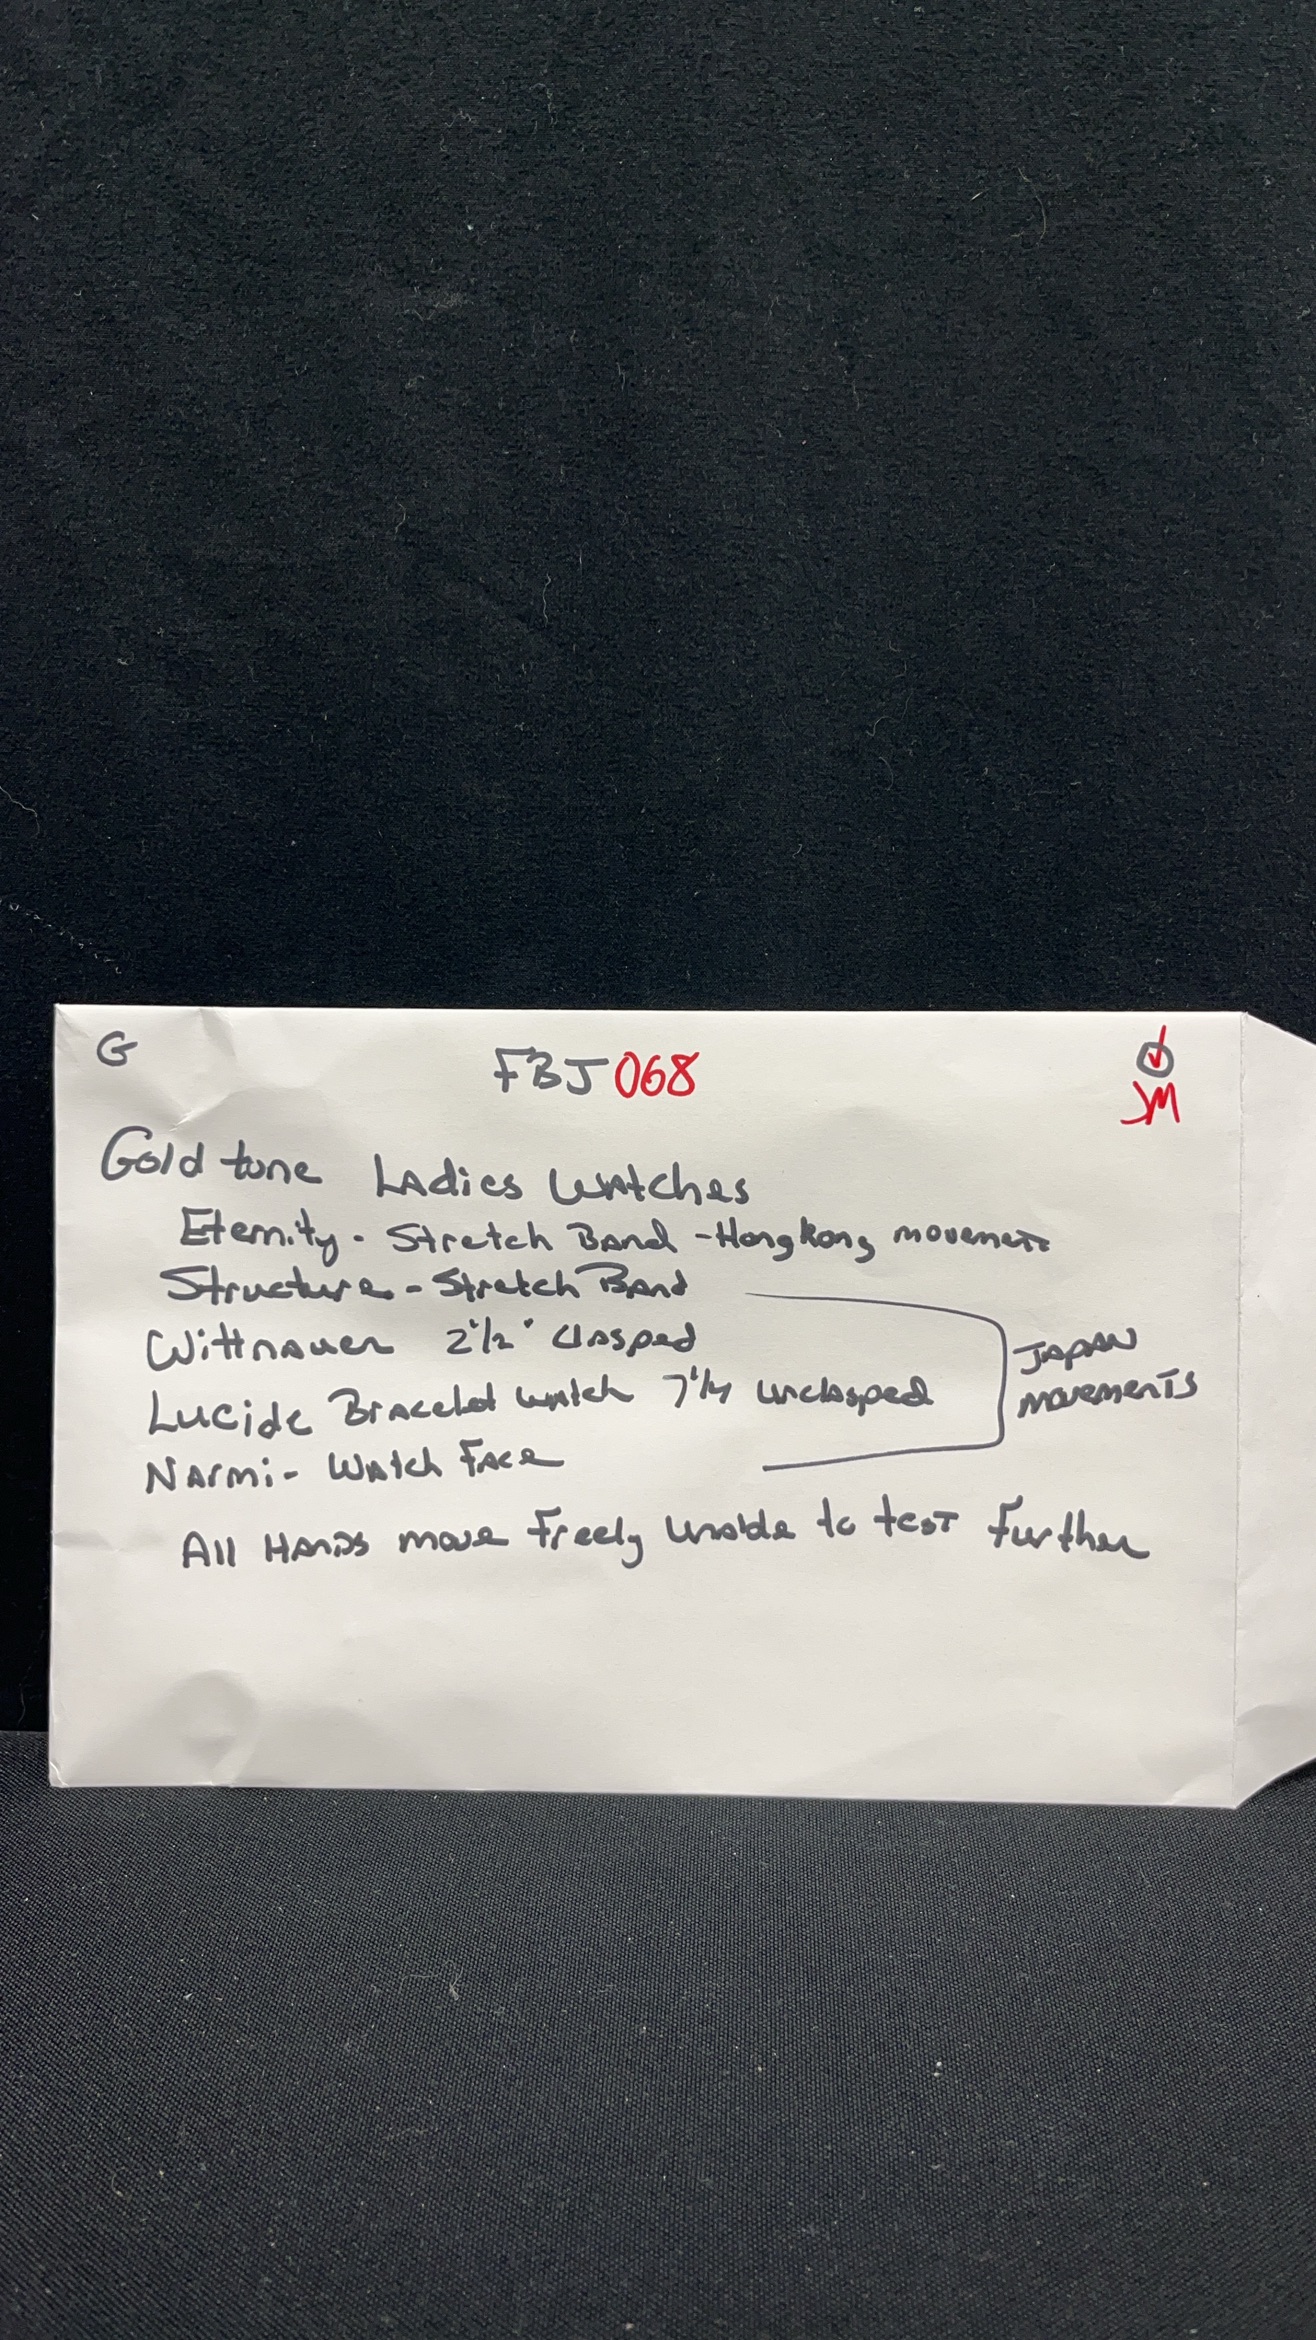 G
FBJ068
JM
Gold tone Ladies Watches
Eternity - Stretch Band - Hong Kong movement
Structure - Stretch Band
Wittnauer 2 1/2" clasped
Lucide Bracelet watch 7 1/4 unclasped
Narmi - Watch Face
JAPAN
movements
All Hands move Freely Unable to test Further